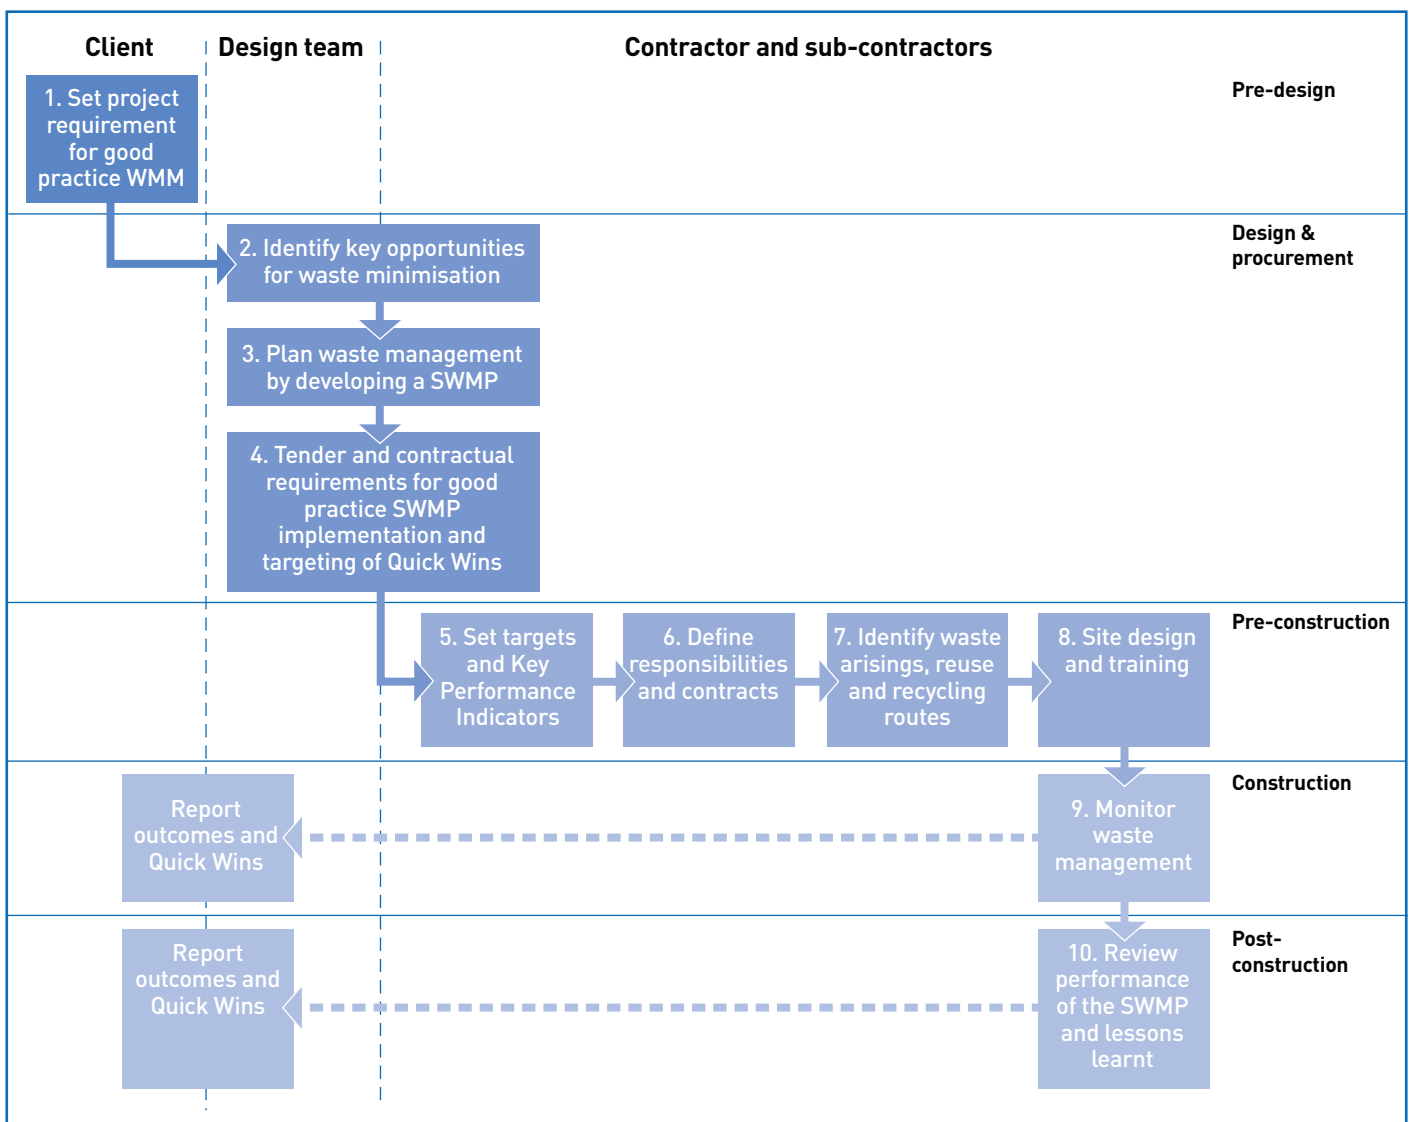 Client
Design team
Contractor and sub-contractors
Pre-design
1. Set project
requirement
for good
practice WMM
Design &
procurement
2. Identify key opportunities
for waste minimisation
3. Plan waste management
by developing a SWMP
4. Tender and contractual
requirements for good
practice SWMP
implementation and
targeting of Quick Wins
Pre-construction
5. Set targets
and Key
Performance
Indicators
6. Define
responsibilities
and contracts
7. Identify waste
arisings, reuse
and recycling
routes
8. Site design
and training
Construction
Report
outcomes and
Quick Wins
9. Monitor
waste
management
Post-
construction
Report
outcomes and
Quick Wins
10. Review
performance
of the SWMP
and lessons
learnt